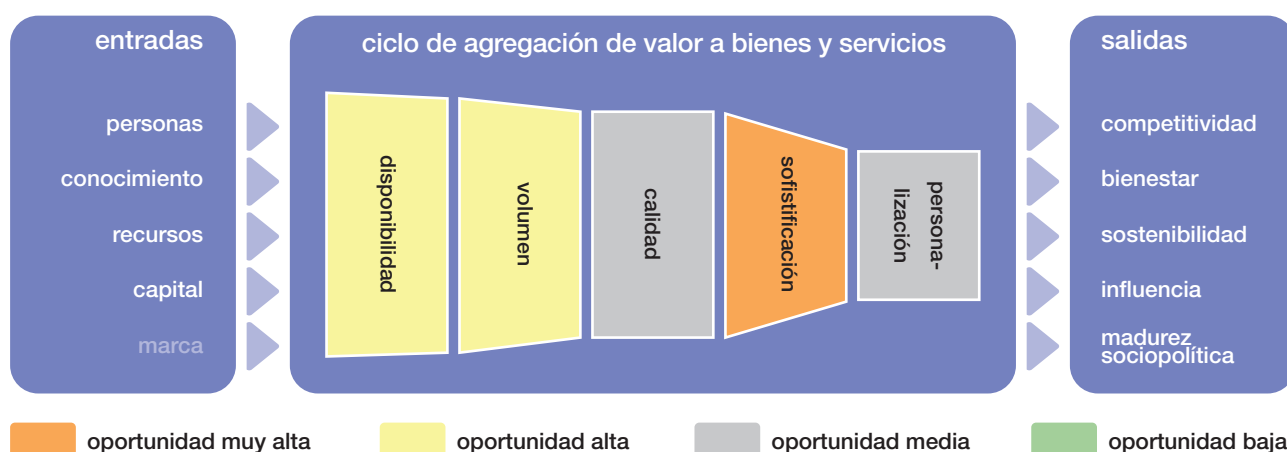 entradas
personas
conocimiento
recursos
capital
marca
ciclo de agregación de valor a bienes y servicios
disponibilidad
volumen
calidad
sofistificación
persona-
lización
salidas
competitividad
bienestar
sostenibilidad
influencia
madurez
sociopolítica
oportunidad muy alta
oportunidad alta
oportunidad media
oportunidad baja